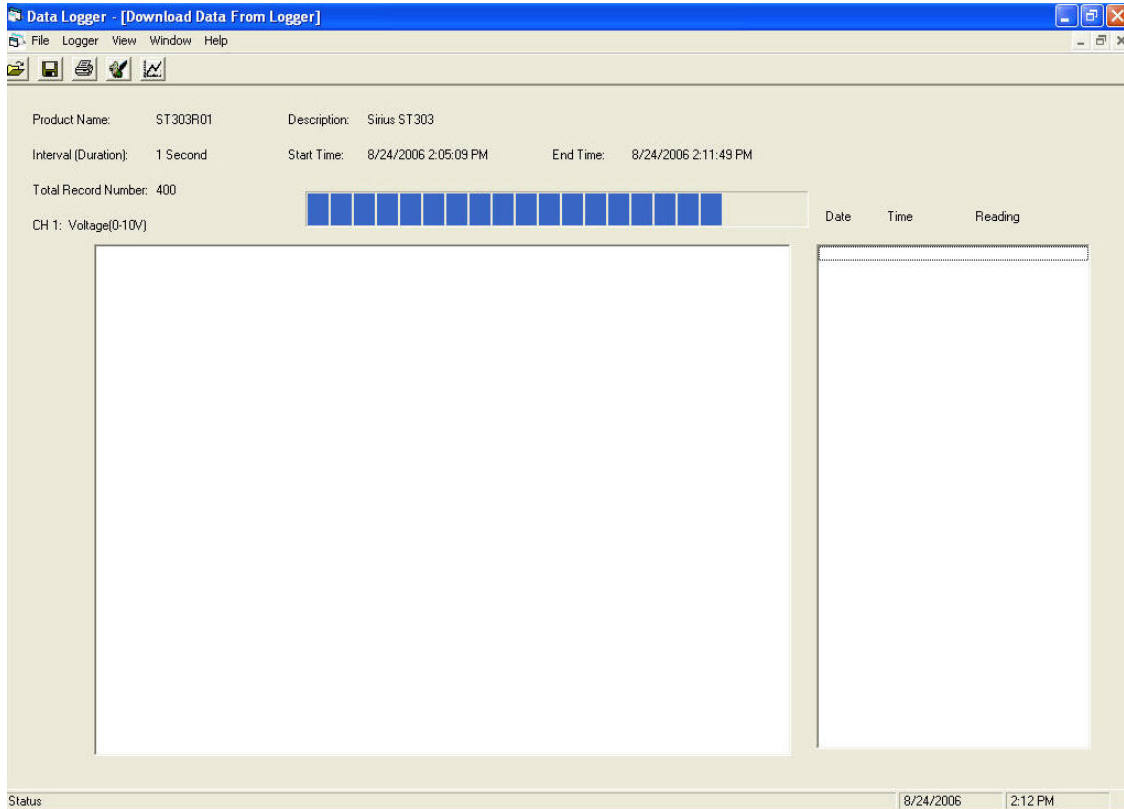 Data Logger - [Download Data From Logger]
File Logger View Window Help
Product Name: ST303R01 Description: Sirius ST303
Interval (Duration): 1 Second Start Time: 8/24/2006 2:05:09 PM End Time: 8/24/2006 2:11:49 PM
Total Record Number: 400
CH 1: Voltage(0-10V)
Date Time Reading
Status 8/24/2006 2:12 PM